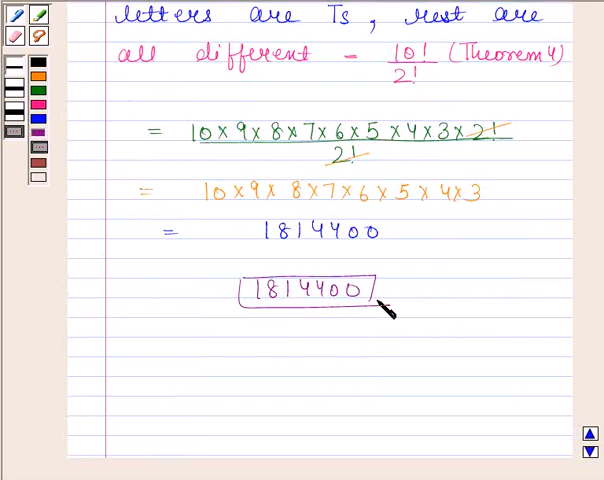 letters are Ts, rest are
all different - 10!/2! (Theorem 4)
= 10×9×8×7×6×5×4×3×2!/2!
= 10×9×8×7×6×5×4×3
= 1814400
1814400